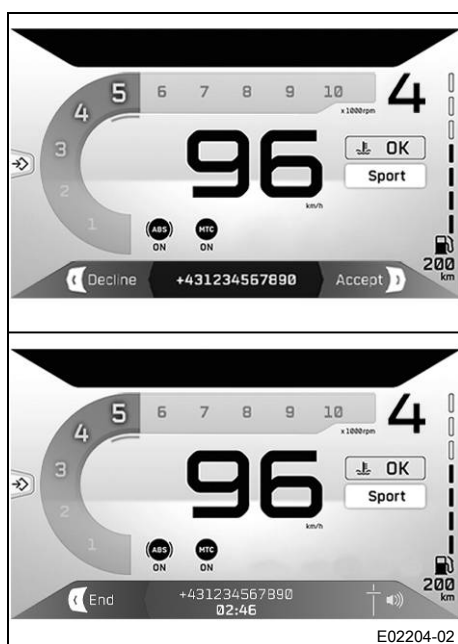 5 6 7 8 9 10 4
4
x1000rpm
3
96
OK
Sport
2
km/h
1
ABS MTC
ON ON
200
km
Decline +431234567890 Accept
5 6 7 8 9 10 4
4
x1000rpm
3
96
OK
Sport
2
km/h
1
ABS MTC
ON ON
200
km
End +431234567890
02:46
E02204-02